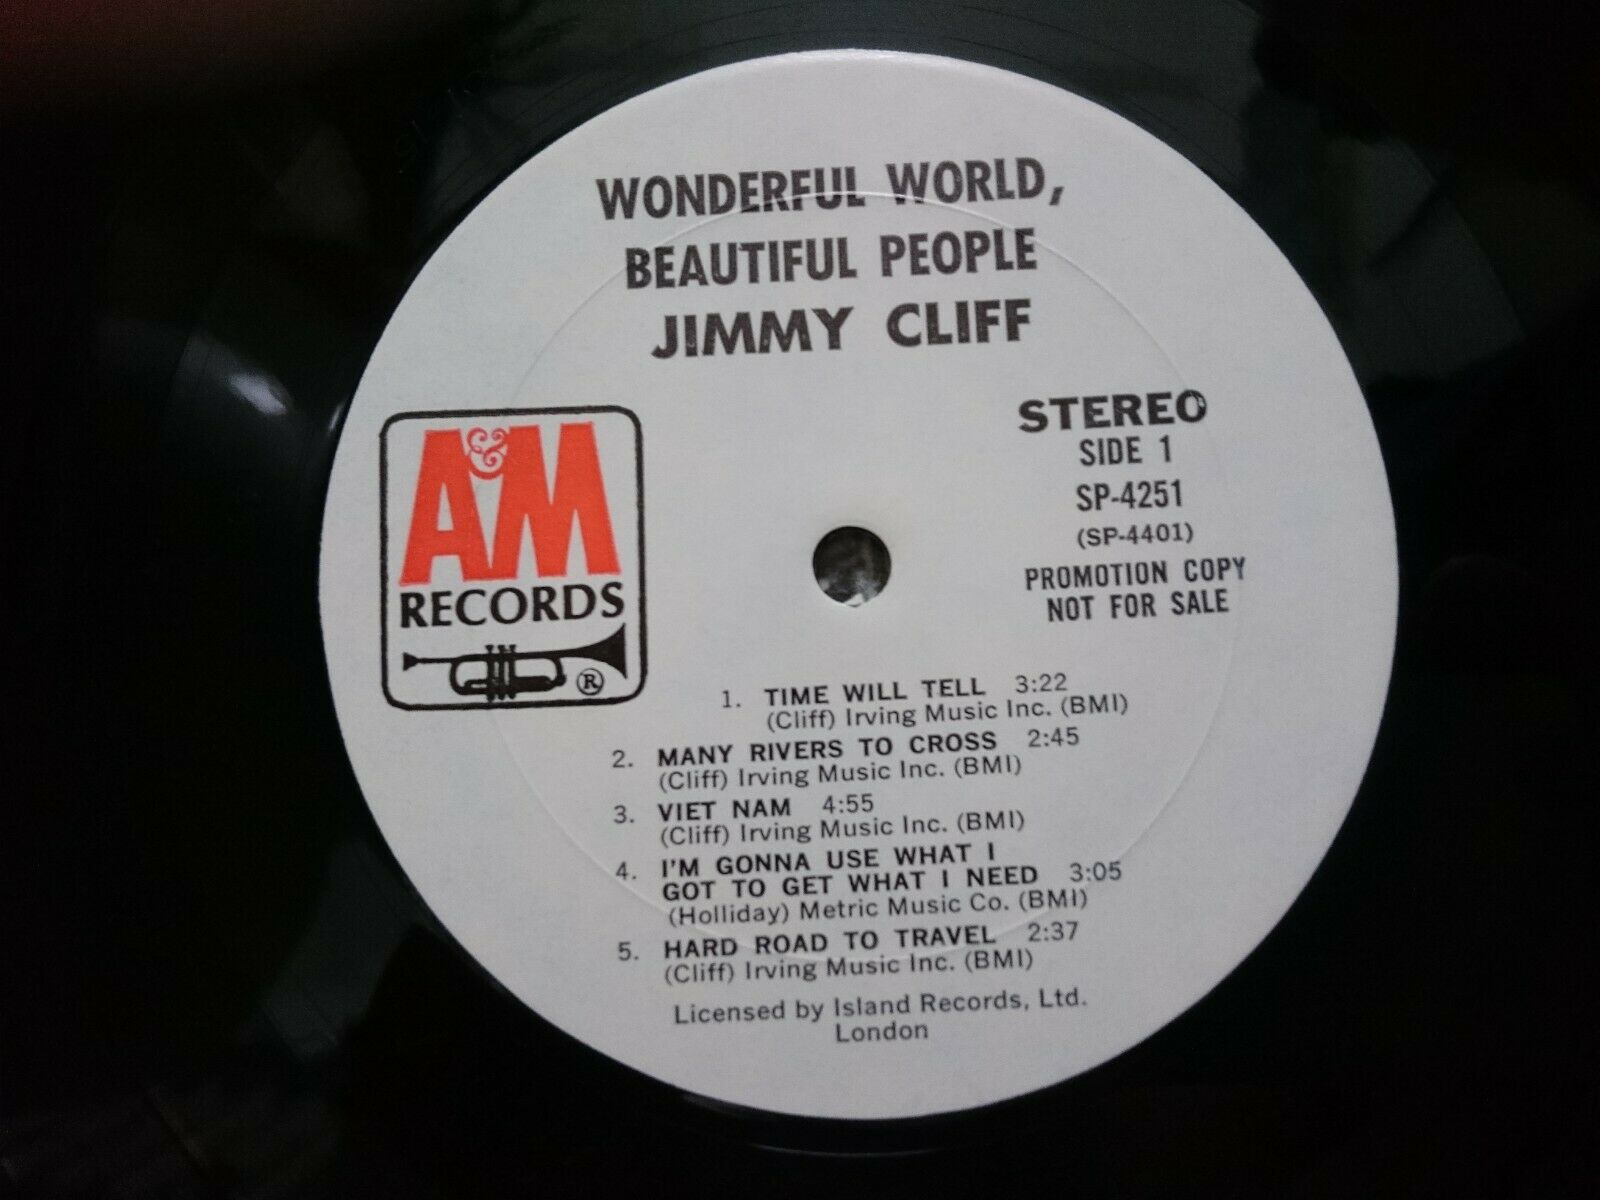 WONDERFUL WORLD,
BEAUTIFUL PEOPLE
JIMMY CLIFF
A&M
RECORDS
®
STEREO
SIDE 1
SP-4251
(SP-4401)
PROMOTION COPY
NOT FOR SALE
1. TIME WILL TELL 3:22
(Cliff) Irving Music Inc. (BMI)
2. MANY RIVERS TO CROSS 2:45
(Cliff) Irving Music Inc. (BMI)
3. VIET NAM 4:55
(Cliff) Irving Music Inc. (BMI)
4. I'M GONNA USE WHAT I
GOT TO GET WHAT I NEED 3:05
(Holliday) Metric Music Co. (BMI)
5. HARD ROAD TO TRAVEL 2:37
(Cliff) Irving Music Inc. (BMI)
Licensed by Island Records, Ltd.
London